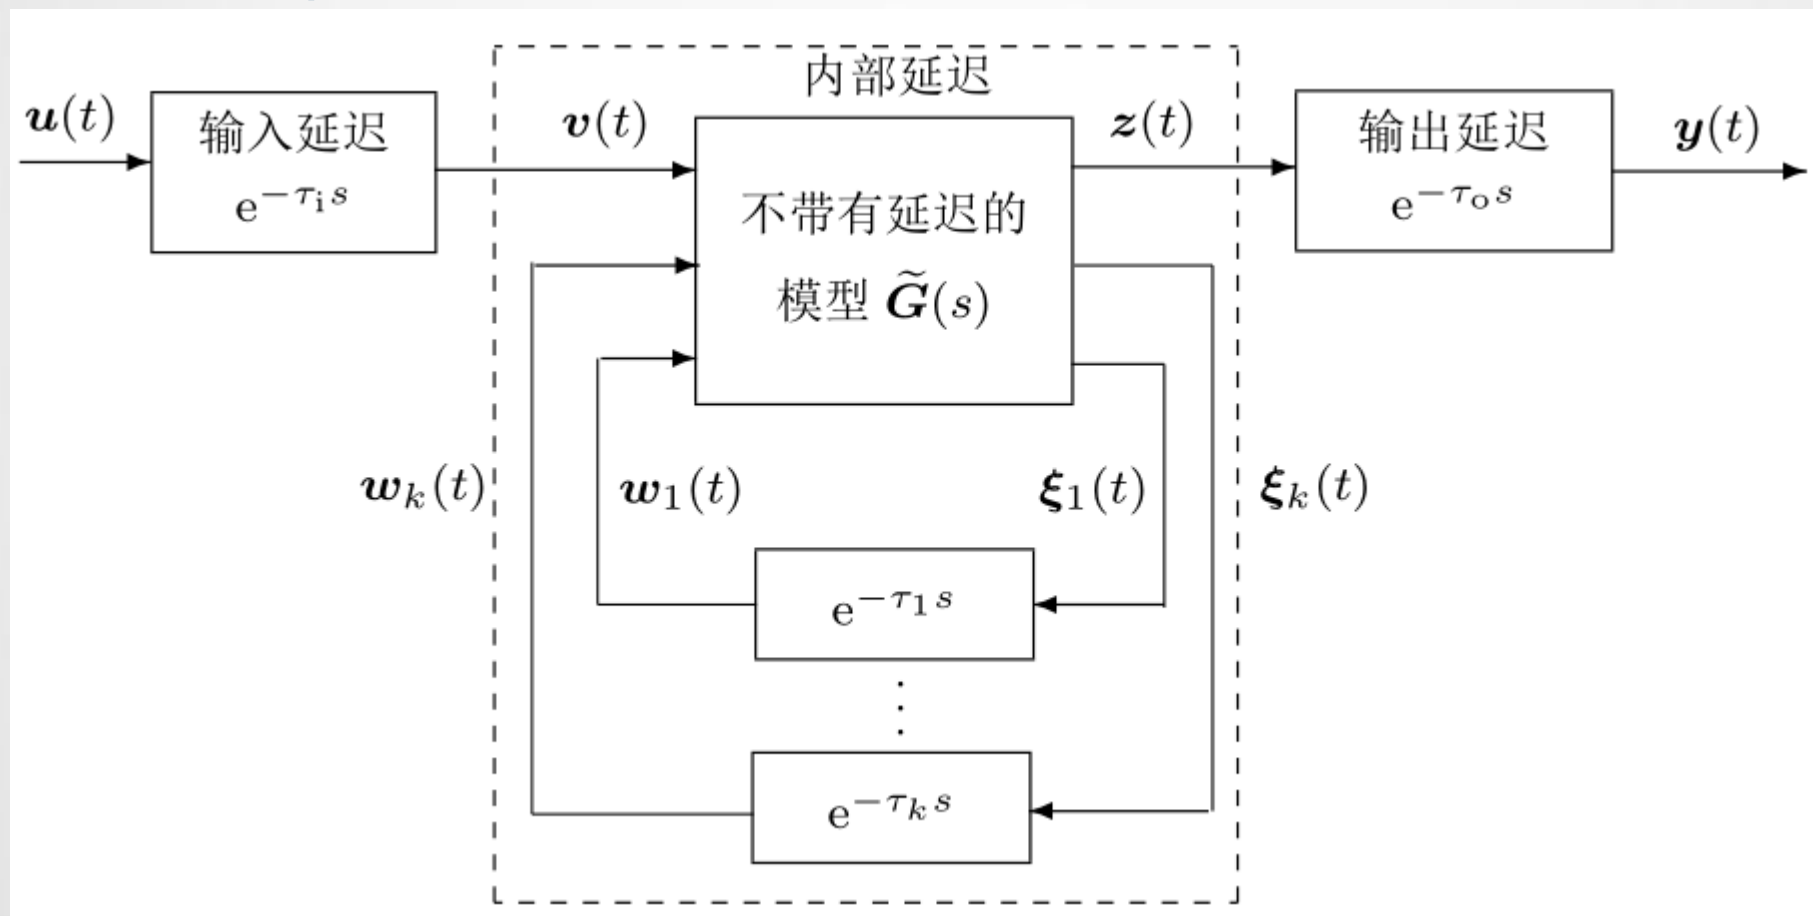 内部延迟
u(t)
输入延迟
e^{-τ_i s}
v(t)
不带有延迟的
模型 G̃(s)
z(t)
输出延迟
e^{-τ_o s}
y(t)
w_k(t)
w_1(t)
ξ_1(t)
ξ_k(t)
e^{-τ_1 s}
⋮
e^{-τ_k s}